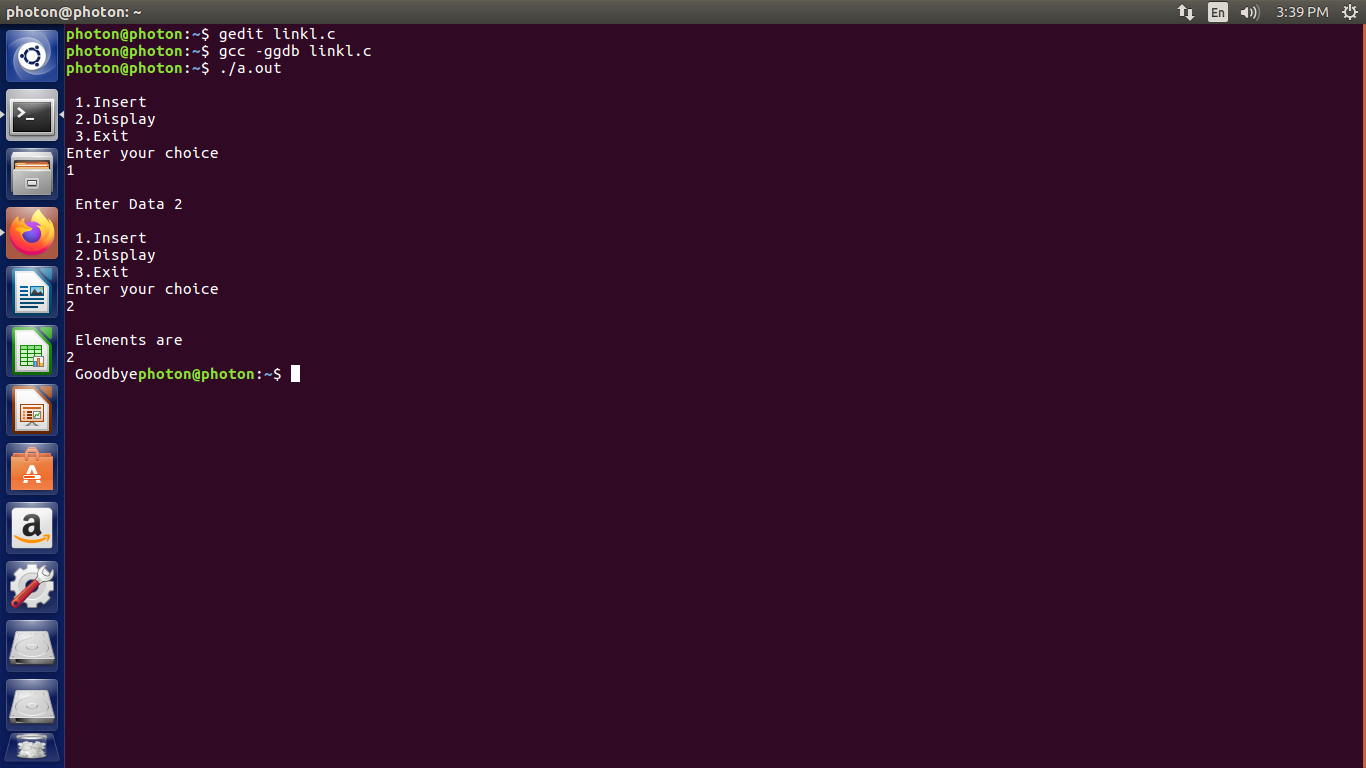 photon@photon: ~
En
3:39 PM
photon@photon:~$ gedit linkl.c
photon@photon:~$ gcc -ggdb linkl.c
photon@photon:~$ ./a.out
1.Insert
2.Display
3.Exit
Enter your choice
1
Enter Data 2
1.Insert
2.Display
3.Exit
Enter your choice
2
Elements are
2
Goodbyephoton@photon:~$